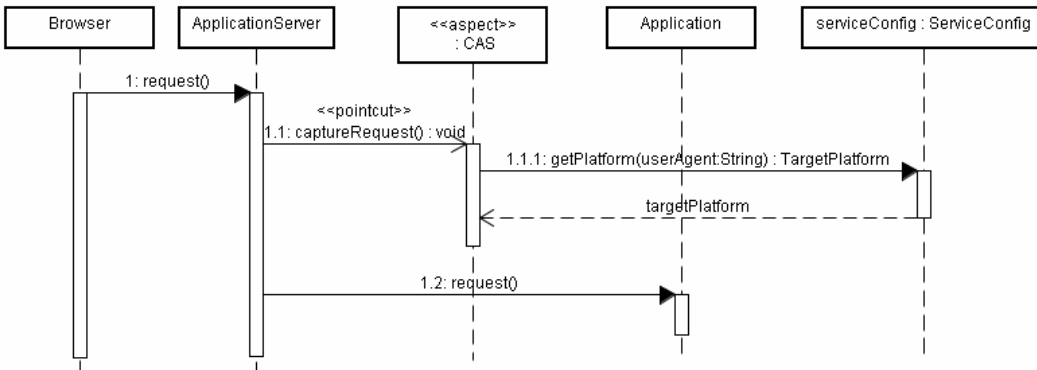 Browser
ApplicationServer
<<aspect>>
: CAS
Application
serviceConfig : ServiceConfig
1: request()
<<pointcut>>
1.1: captureRequest() : void
1.1.1: getPlatform(userAgent:String) : TargetPlatform
targetPlatform
1.2: request()